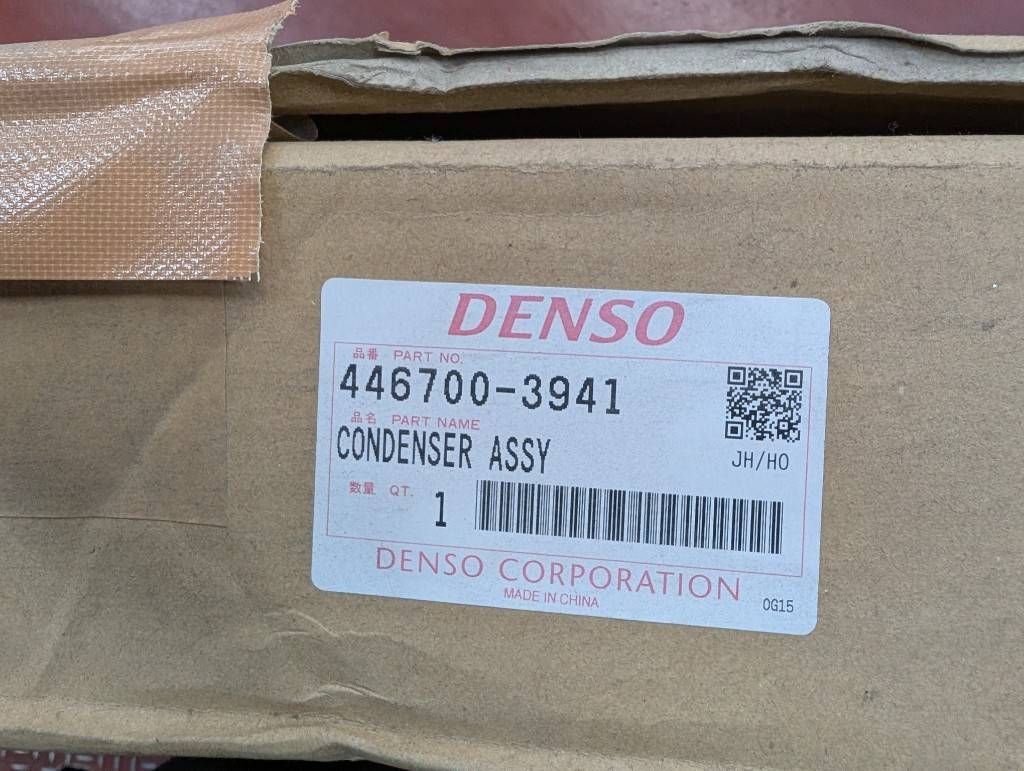 DENSO
品番 PART NO.
446700-3941
品名 PART NAME
CONDENSER ASSY
JH/HO
数量 QT. 1
DENSO CORPORATION
MADE IN CHINA
0G15